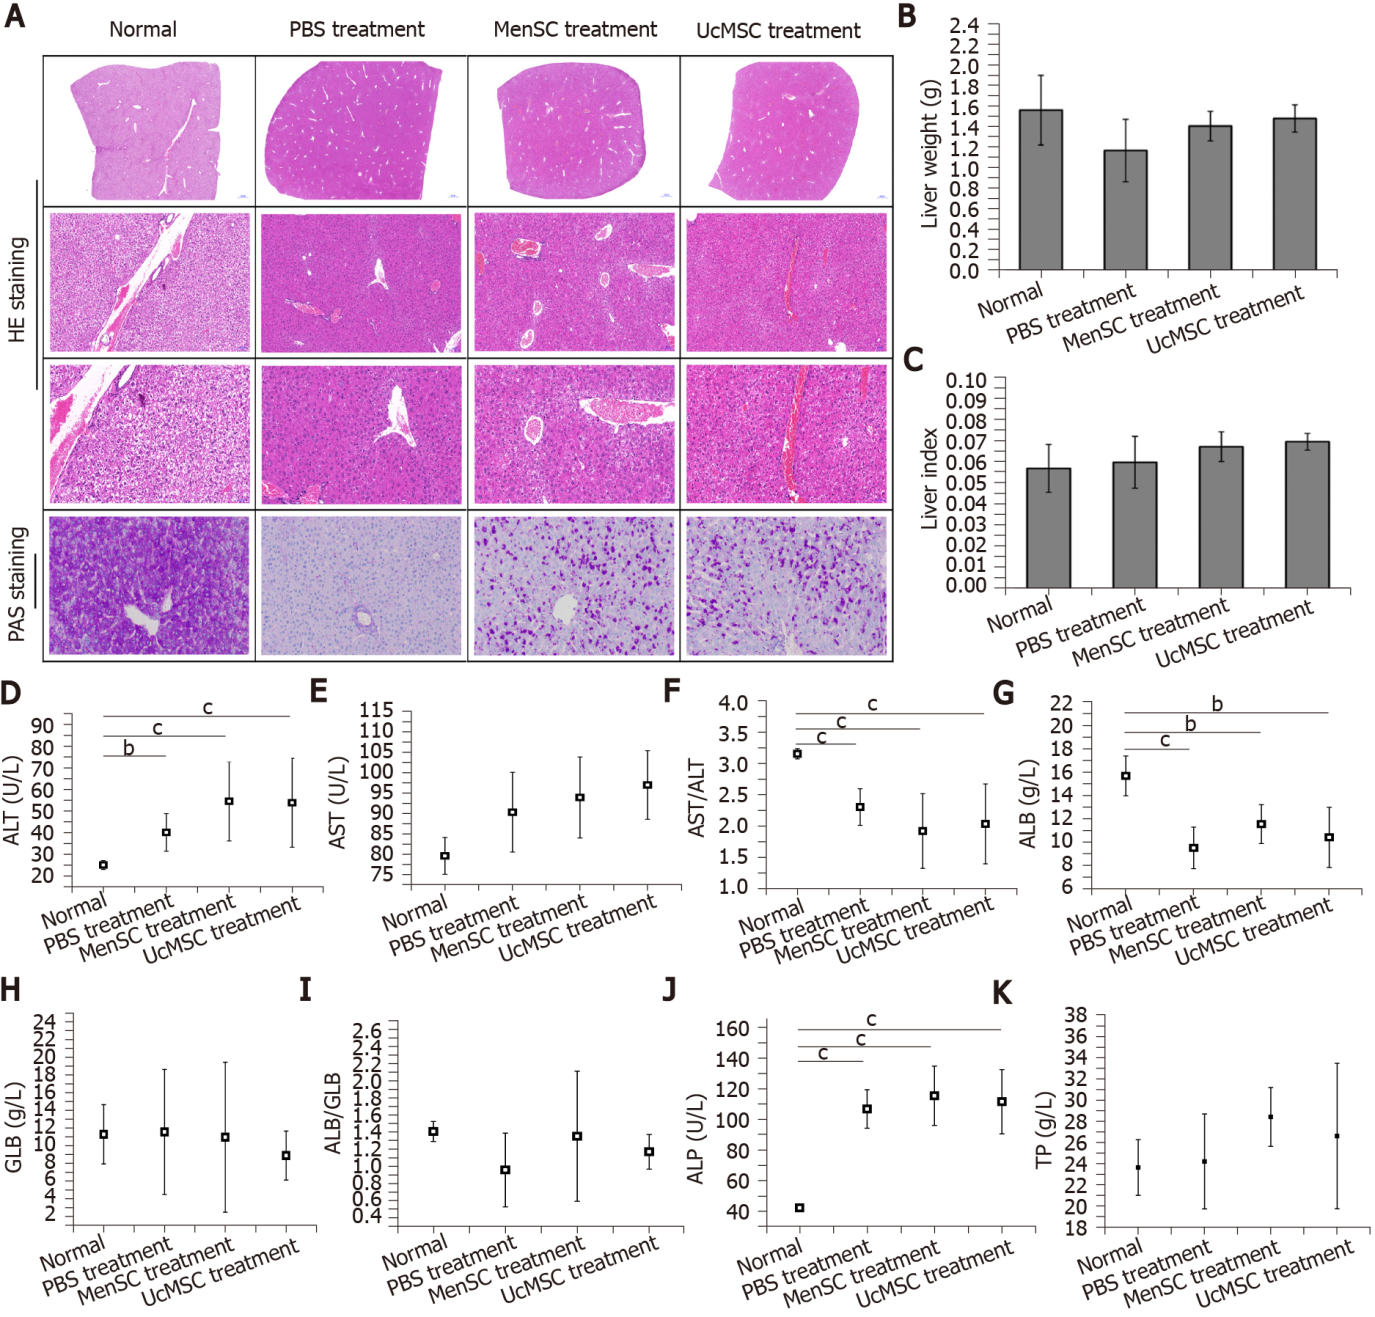 A
Normal
PBS treatment
MenSC treatment
UcMSC treatment
HE staining
PAS staining
B
Liver weight (g)
2.4
2.2
2.0
1.8
1.6
1.4
1.2
1.0
0.8
0.6
0.4
0.2
0.0
Normal
PBS treatment
MenSC treatment
UcMSC treatment
C
Liver index
0.10
0.09
0.08
0.07
0.06
0.05
0.04
0.03
0.02
0.01
0.00
Normal
PBS treatment
MenSC treatment
UcMSC treatment
D
ALT (U/L)
90
80
70
60
50
40
30
20
c
c
b
Normal
PBS treatment
MenSC treatment
UcMSC treatment
E
AST (U/L)
115
110
105
100
95
90
85
80
75
Normal
PBS treatment
MenSC treatment
UcMSC treatment
F
AST/ALT
4.0
3.5
3.0
2.5
2.0
1.5
1.0
c
c
c
Normal
PBS treatment
MenSC treatment
UcMSC treatment
G
ALB (g/L)
22
20
18
16
14
12
10
8
6
b
b
c
Normal
PBS treatment
MenSC treatment
UcMSC treatment
H
GLB (g/L)
24
22
20
18
16
14
12
10
8
6
4
2
Normal
PBS treatment
MenSC treatment
UcMSC treatment
I
ALB/GLB
2.6
2.4
2.2
2.0
1.8
1.6
1.4
1.2
1.0
0.8
0.6
0.4
Normal
PBS treatment
MenSC treatment
UcMSC treatment
J
ALP (U/L)
160
140
120
100
80
60
40
c
c
c
Normal
PBS treatment
MenSC treatment
UcMSC treatment
K
TP (g/L)
38
36
34
32
30
28
26
24
22
20
18
Normal
PBS treatment
MenSC treatment
UcMSC treatment